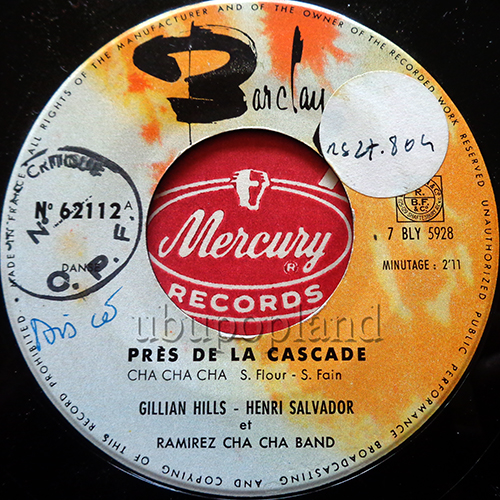 ALL RIGHTS OF THE MANUFACTURER AND OF THE OWNER OF THE RECORDED WORK RESERVED UNAUTHORIZED PUBLIC PERFORMANCE BROADCASTING AND COPYING OF THIS RECORD PROHIBITED • MADE IN FRANCE •
Barclay
CRITIQUE
Nº 62112 A
C. O. F.
DANSE
R.
B.F.
&C.
7 BLY 5928
MINUTAGE : 2'11
Mercury
®
RECORDS
ubupopland
PRÈS DE LA CASCADE
CHA CHA CHA S. Flour - S. Fain
GILLIAN HILLS - HENRI SALVADOR
et
RAMIREZ CHA CHA BAND